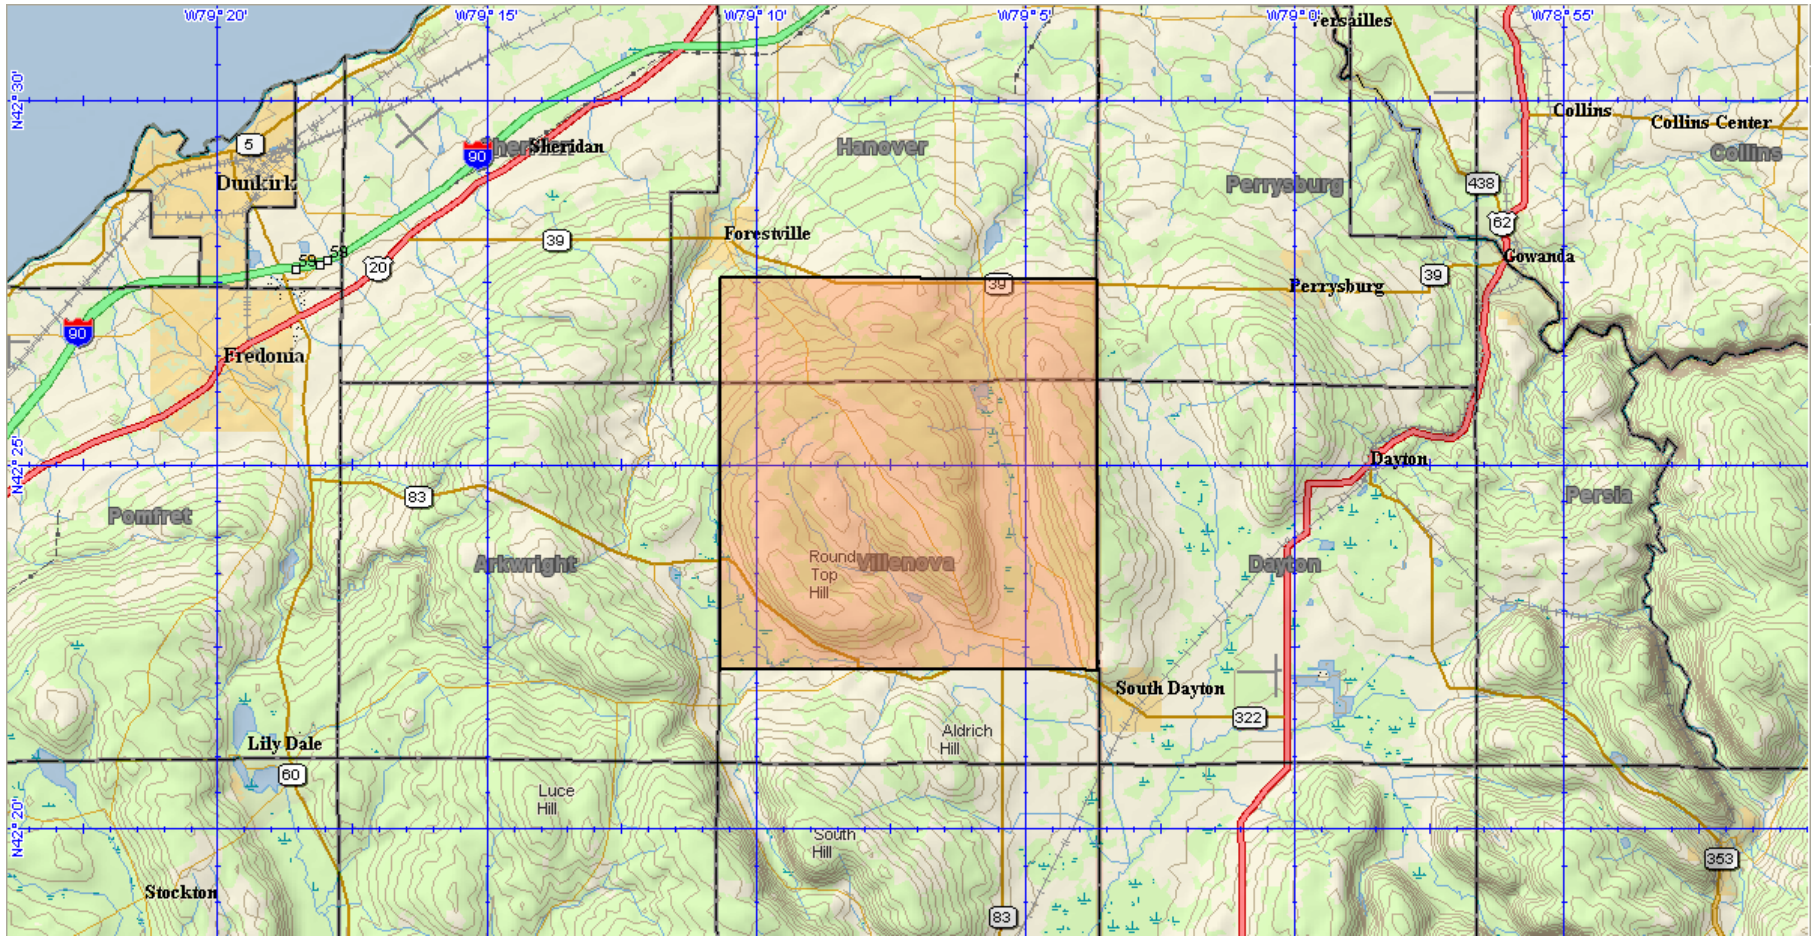 W79°20'
W79°15'
W79°10'
W79°5'
W79°0'
W78°55'
Versailles
N42°30'
5
Collins
Collins Center
Collins
90
Sheridan
Sheridan
Hanover
Perrysburg
438
Dunkirk
62
Forestville
39
59
59
20
Gowanda
39
39
Perrysburg
90
Fredonia
N42°25'
Dayton
83
Persia
Pomfret
Arkwright
Round
Top
Hill
Villenova
Dayton
South Dayton
322
Aldrich
Hill
Lily Dale
60
Luce
Hill
N42°20'
South
Hill
353
Stockton
83